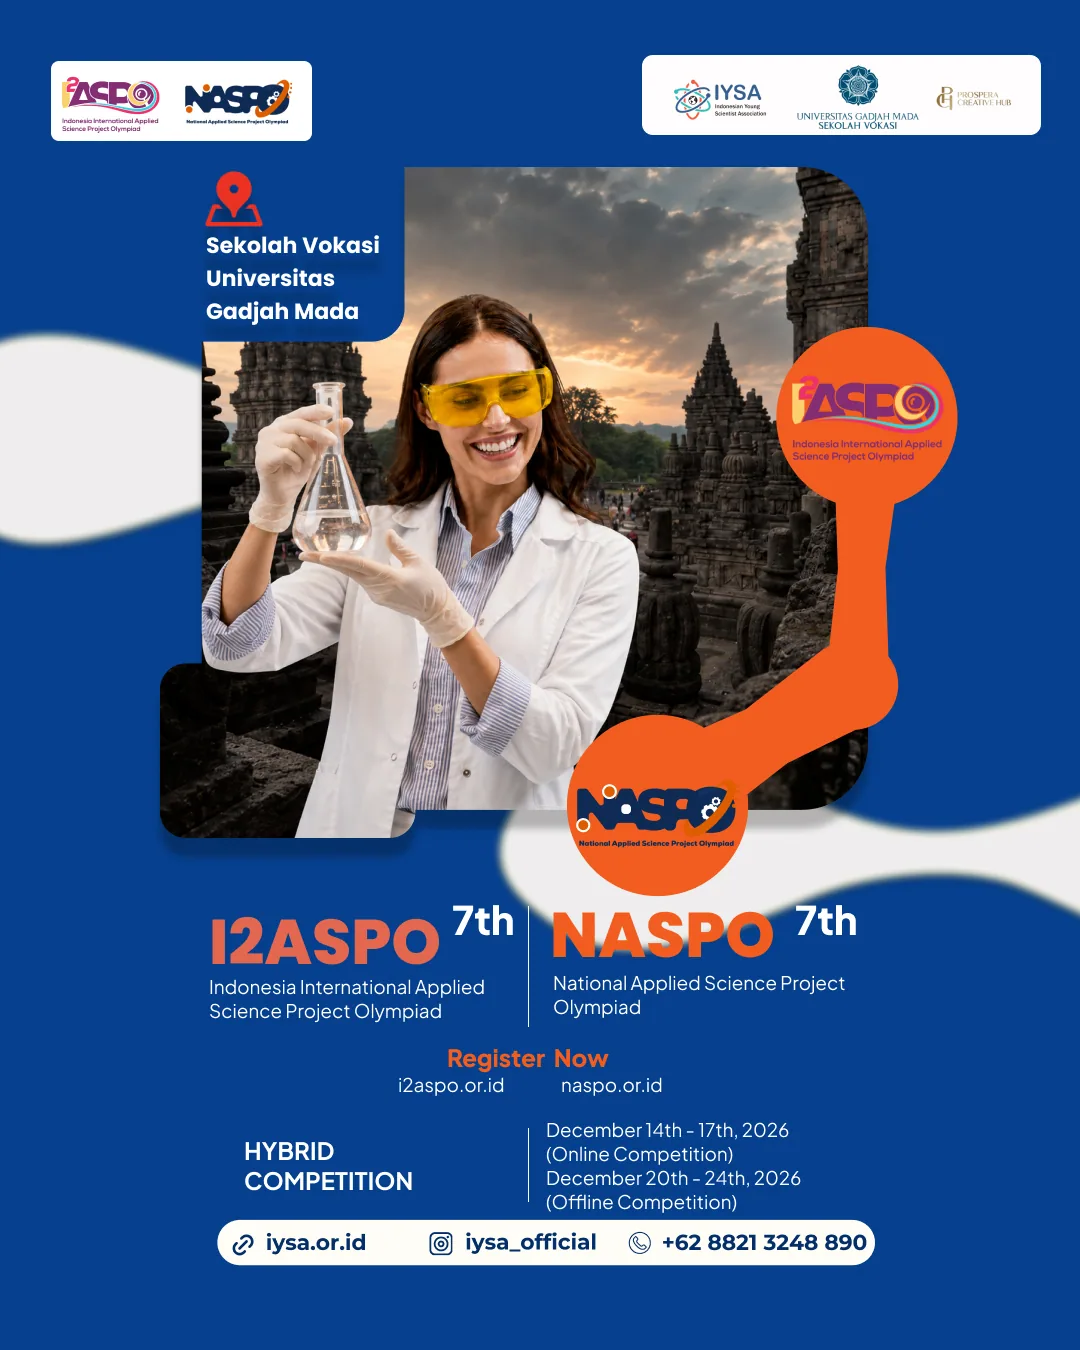 I2ASPO
Indonesia International Applied
Science Project Olympiad
NASPO
National Applied Science Project Olympiad
IYSA
Indonesian Young
Scientist Association
UNIVERSITAS GADJAH MADA
SEKOLAH VOKASI
PROSPERA
CREATIVE HUB
Sekolah Vokasi
Universitas
Gadjah Mada
I2ASPO
Indonesia International Applied
Science Project Olympiad
NASPO
National Applied Science Project Olympiad
I2ASPO 7th
Indonesia International Applied
Science Project Olympiad
NASPO 7th
National Applied Science Project
Olympiad
Register Now
i2aspo.or.id
naspo.or.id
HYBRID
COMPETITION
December 14th - 17th, 2026
(Online Competition)
December 20th - 24th, 2026
(Offline Competition)
iysa.or.id
iysa_official
+62 8821 3248 890